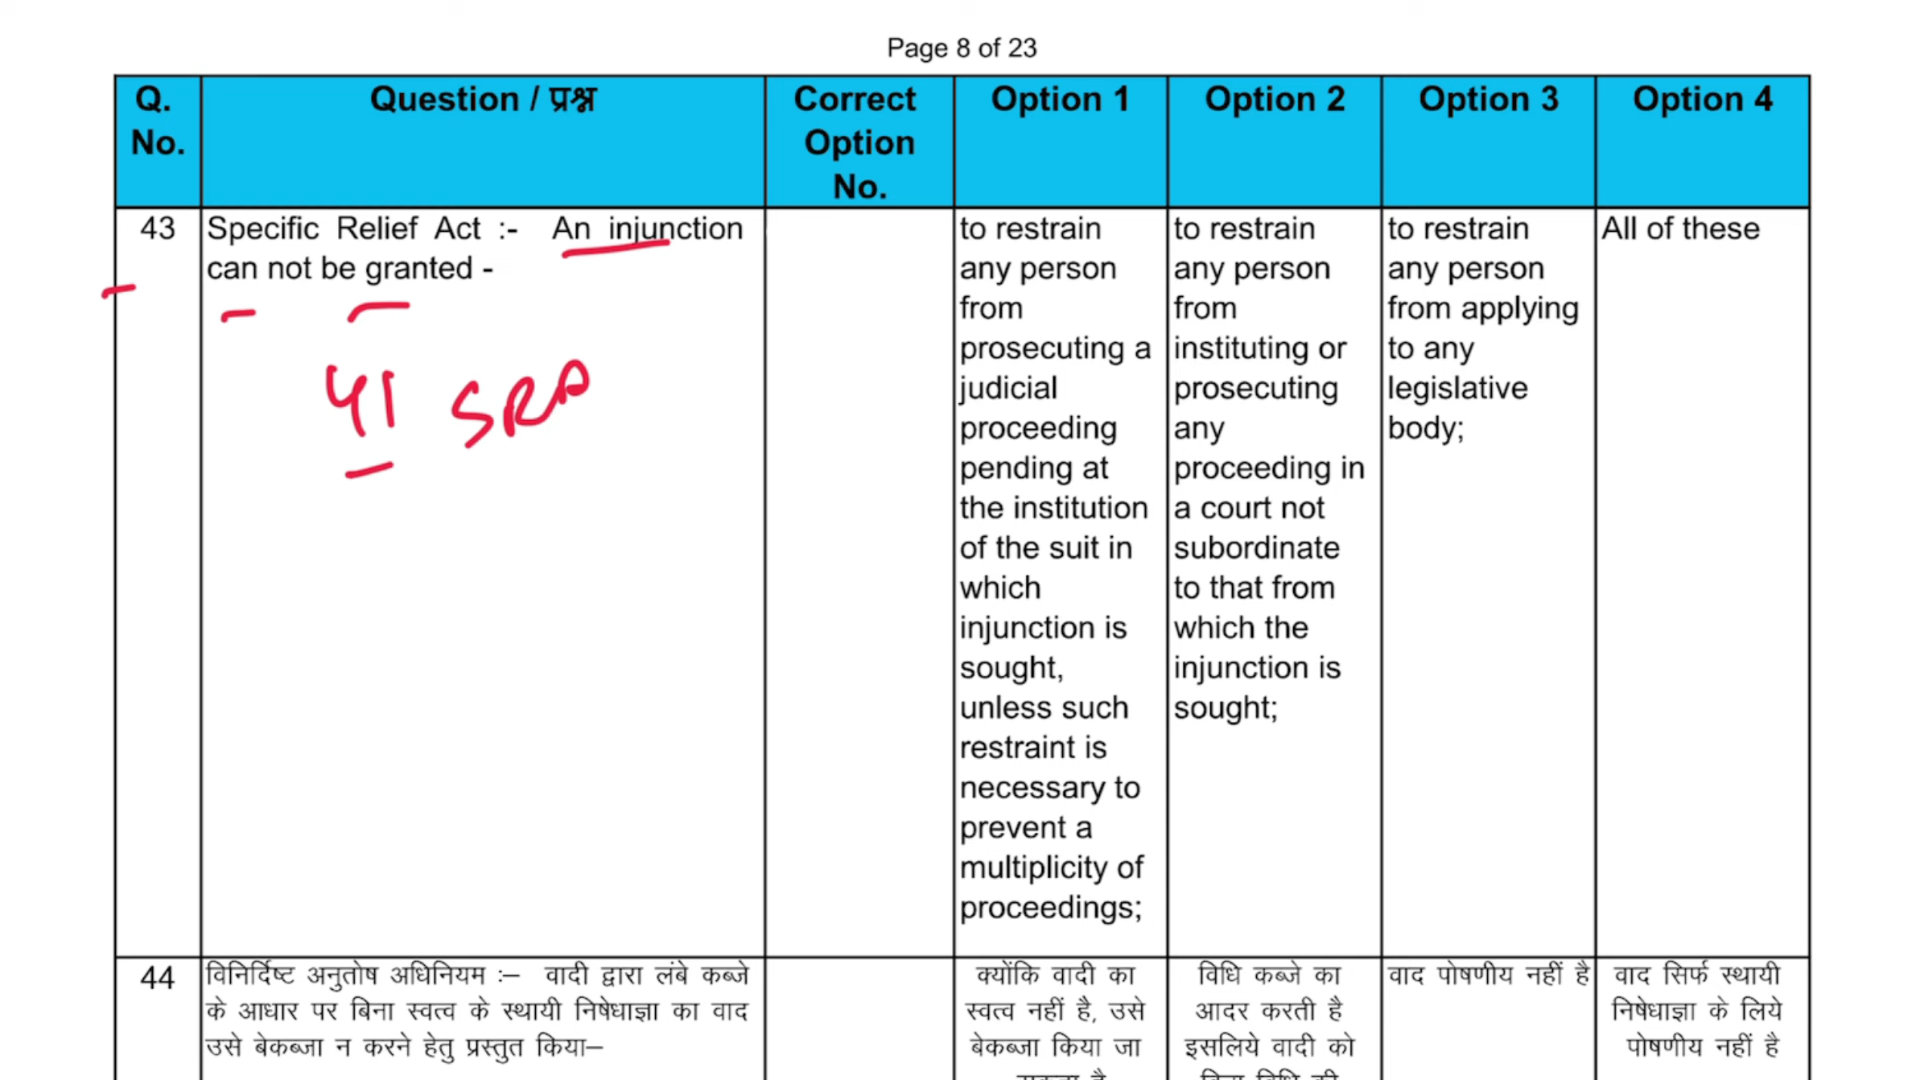 Page 8 of 23
Q. No.
Question / प्रश्न
Correct Option No.
Option 1
Option 2
Option 3
Option 4
43
Specific Relief Act :- An injunction
can not be granted -
41 SRA
to restrain
any person
from
prosecuting a
judicial
proceeding
pending at
the institution
of the suit in
which
injunction is
sought,
unless such
restraint is
necessary to
prevent a
multiplicity of
proceedings;
to restrain
any person
from
instituting or
prosecuting
any
proceeding in
a court not
subordinate
to that from
which the
injunction is
sought;
to restrain
any person
from applying
to any
legislative
body;
All of these
44
विनिर्दिष्ट अनुतोष अधिनियम :– वादी द्वारा लंबे कब्जे
के आधार पर बिना स्वत्व के स्थायी निषेधाज्ञा का वाद
उसे बेकब्जा न करने हेतु प्रस्तुत किया–
क्योंकि वादी का
स्वत्व नहीं है, उसे
बेकब्जा किया जा
विधि कब्जे का
आदर करती है
इसलिये वादी को
वाद पोषणीय नहीं है
वाद सिर्फ स्थायी
निषेधाज्ञा के लिये
पोषणीय नहीं है